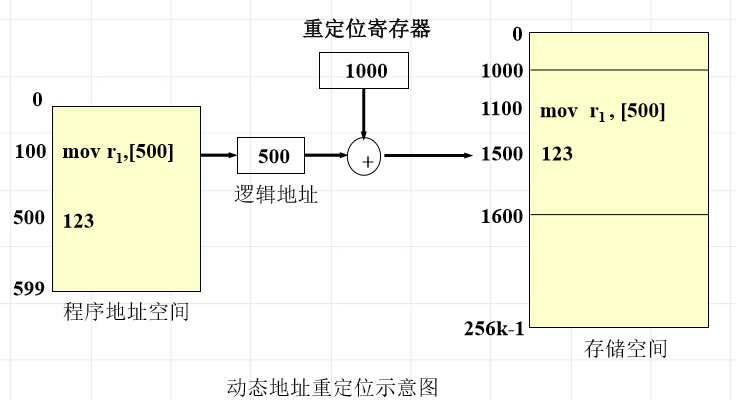 重定位寄存器
1000
0
100
mov r1,[500]
500
123
599
程序地址空间
500
逻辑地址
+
0
1000
1100
mov r1 , [500]
1500
123
1600
256k-1
存储空间
动态地址重定位示意图